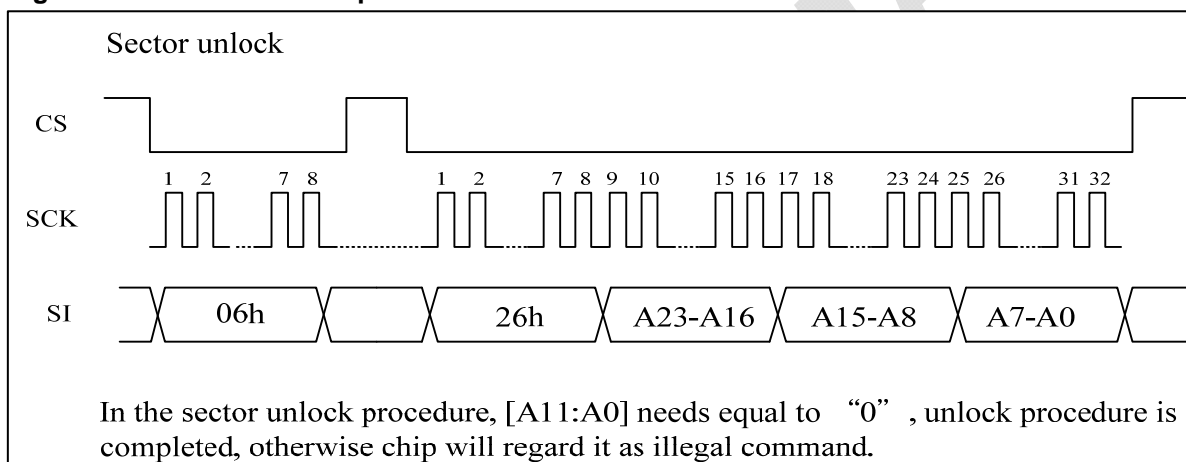 Sector unlock
CS
1 2 7 8 1 2 7 8 9 10 15 16 17 18 23 24 25 26 31 32
SCK
SI 06h 26h A23-A16 A15-A8 A7-A0
In the sector unlock procedure, [A11:A0] needs equal to “0” , unlock procedure is
completed, otherwise chip will regard it as illegal command.